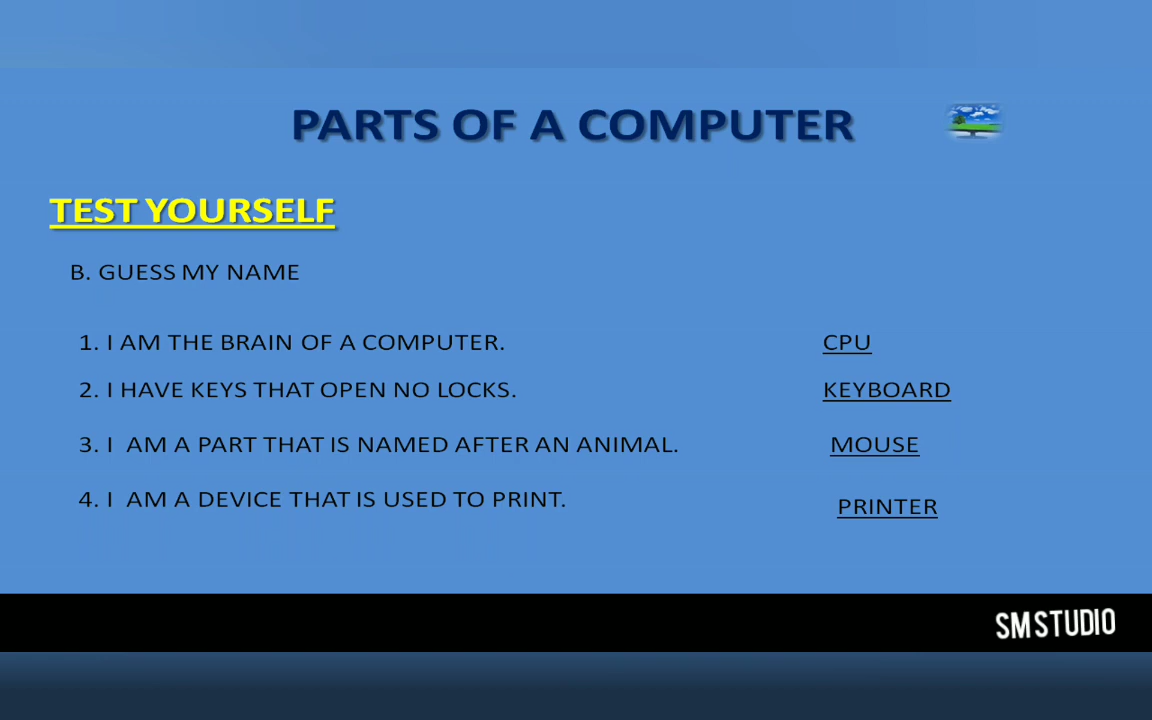 PARTS OF A COMPUTER
TEST YOURSELF
B. GUESS MY NAME
1. I AM THE BRAIN OF A COMPUTER. CPU
2. I HAVE KEYS THAT OPEN NO LOCKS. KEYBOARD
3. I AM A PART THAT IS NAMED AFTER AN ANIMAL. MOUSE
4. I AM A DEVICE THAT IS USED TO PRINT. PRINTER
SM STUDIO